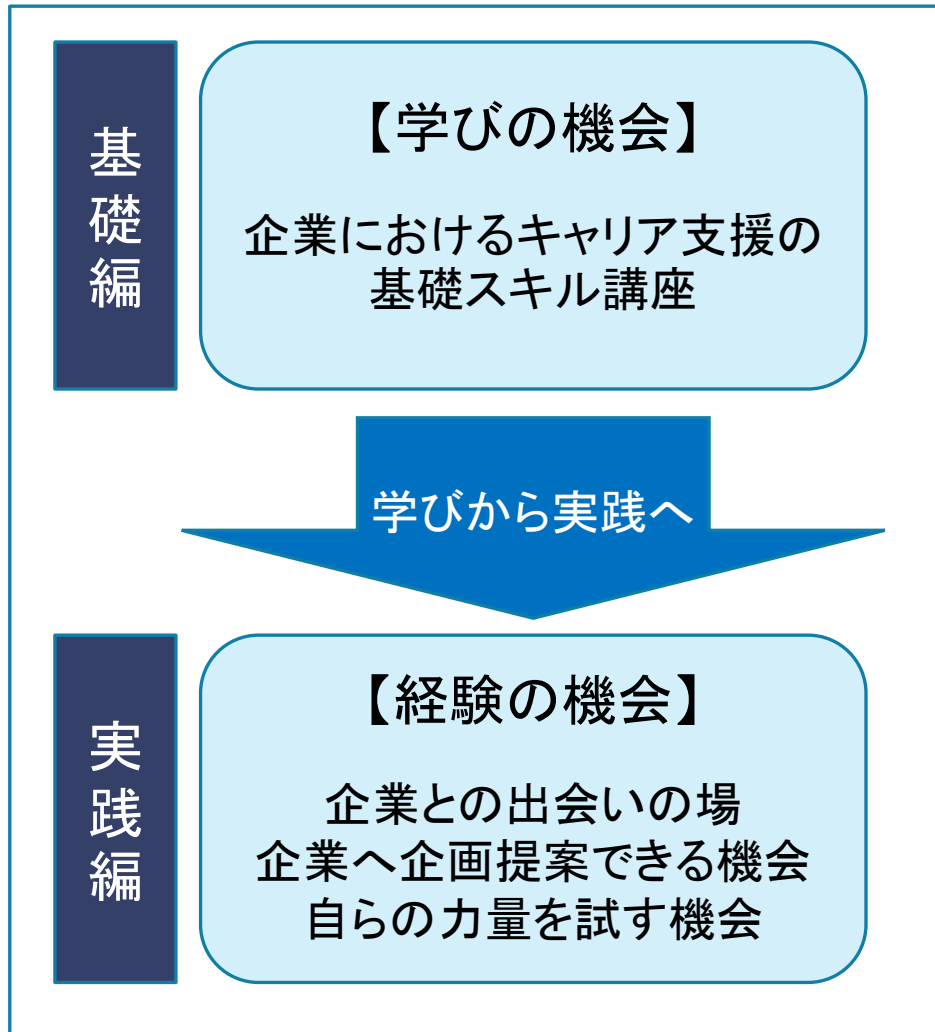 基礎編
【学びの機会】
企業におけるキャリア支援の
基礎スキル講座
学びから実践へ
実践編
【経験の機会】
企業との出会いの場
企業へ企画提案できる機会
自らの力量を試す機会